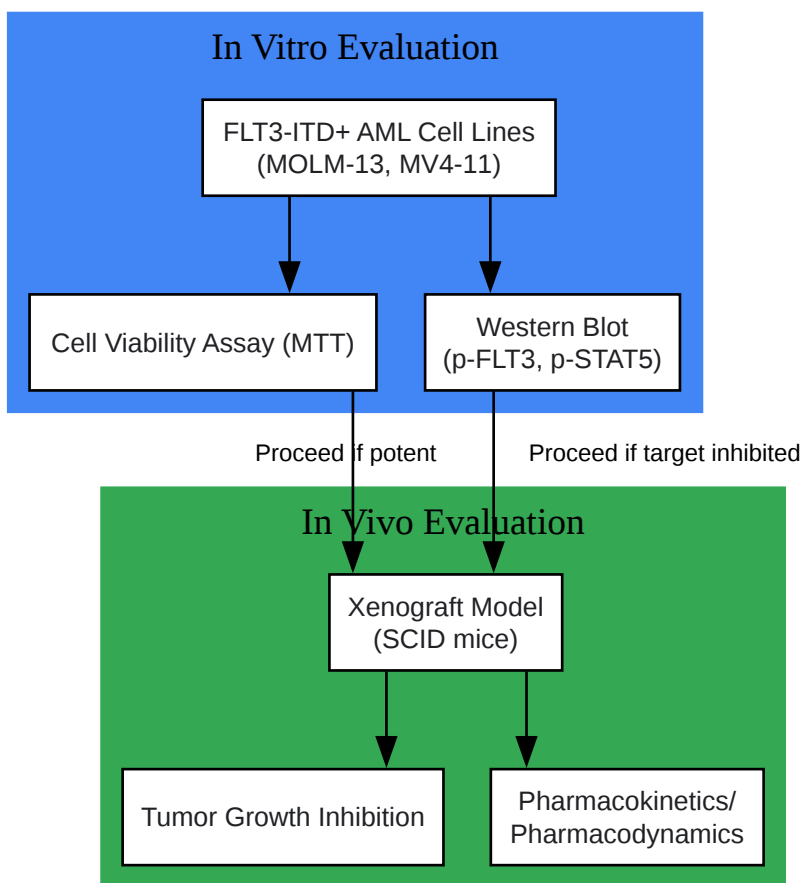 In Vitro Evaluation
FLT3-ITD+ AML Cell Lines
(MOLM-13, MV4-11)
Cell Viability Assay (MTT)
Western Blot
(p-FLT3, p-STAT5)
Proceed if potent
Proceed if target inhibited
In Vivo Evaluation
Xenograft Model
(SCID mice)
Tumor Growth Inhibition
Pharmacokinetics/
Pharmacodynamics